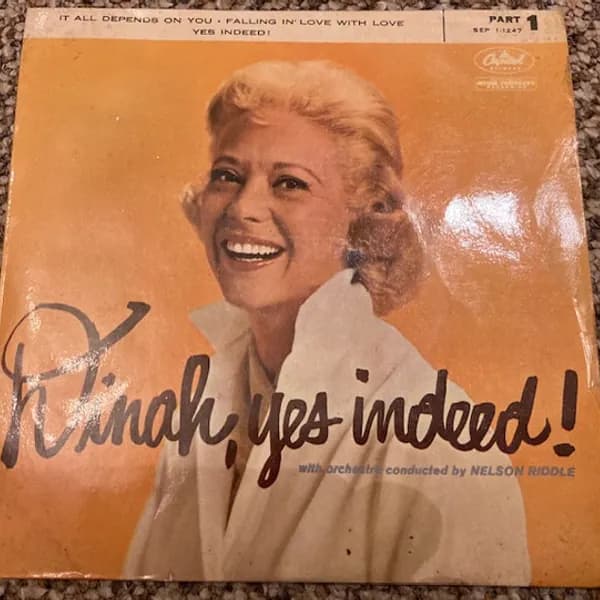 IT ALL DEPENDS ON YOU · FALLING IN' LOVE WITH LOVE
YES INDEED!
PART 1
SEP 1-1247
Capitol
Dinah, yes indeed!
with orchestra conducted by NELSON RIDDLE